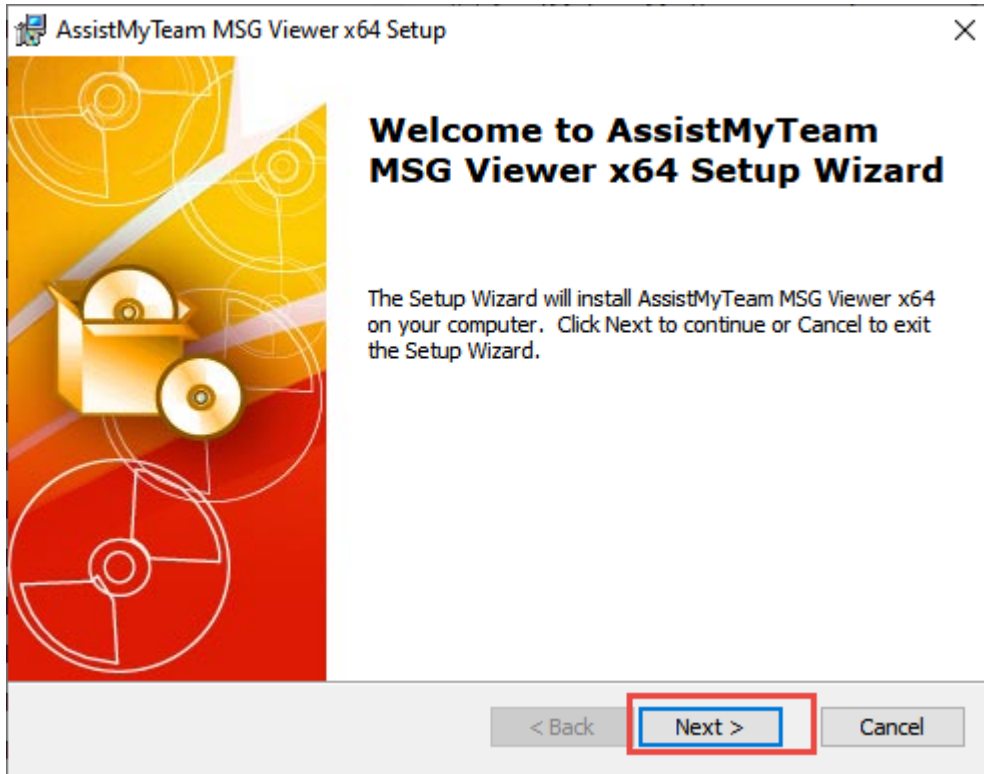 AssistMyTeam MSG Viewer x64 Setup
Welcome to AssistMyTeam
MSG Viewer x64 Setup Wizard
The Setup Wizard will install AssistMyTeam MSG Viewer x64
on your computer. Click Next to continue or Cancel to exit
the Setup Wizard.
< Back Next > Cancel